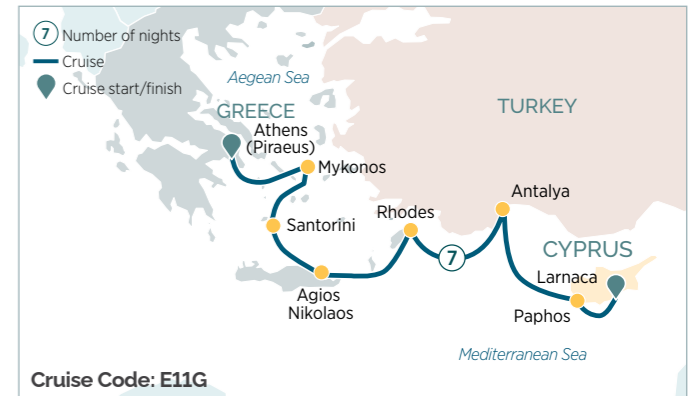 7 Number of nights
Cruise
Cruise start/finish
Aegean Sea
GREECE
Athens
(Piraeus)
Mykonos
TURKEY
Santorini
Rhodes
Antalya
7
CYPRUS
Larnaca
Agios
Nikolaos
Paphos
Mediterranean Sea
Cruise Code: E11G